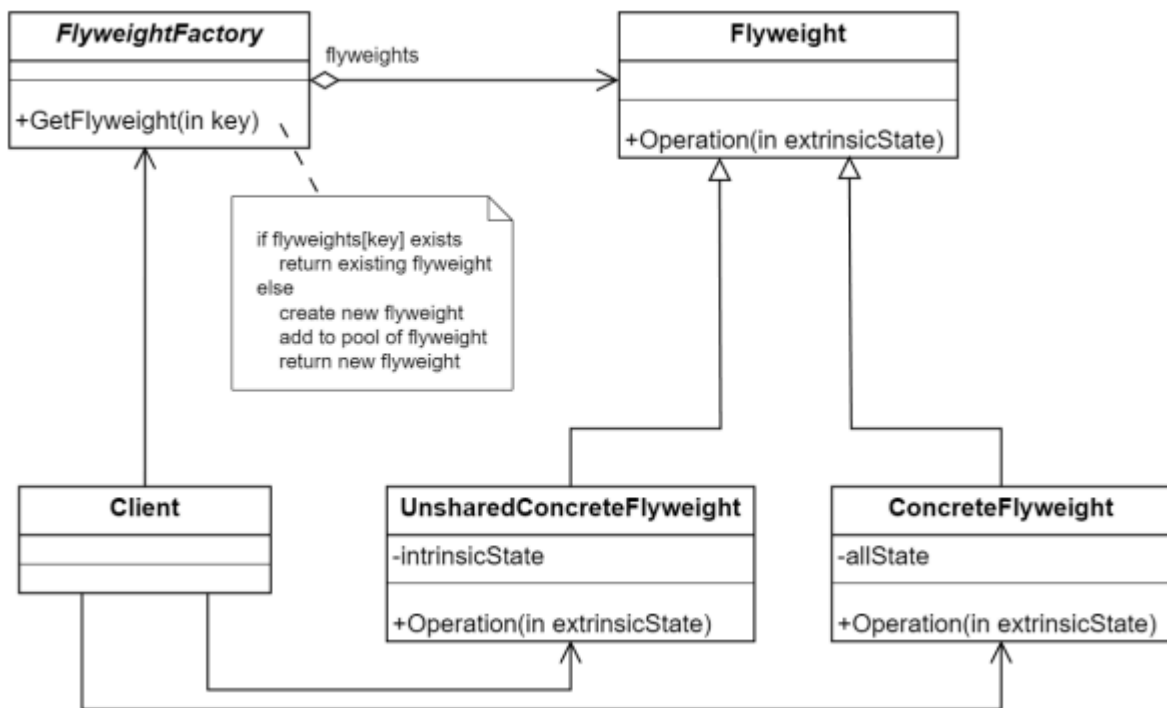 FlyweightFactory
+GetFlyweight(in key)
flyweights
Flyweight
+Operation(in extrinsicState)
if flyweights[key] exists
return existing flyweight
else
create new flyweight
add to pool of flyweight
return new flyweight
Client
UnsharedConcreteFlyweight
-intrinsicState
+Operation(in extrinsicState)
ConcreteFlyweight
-allState
+Operation(in extrinsicState)